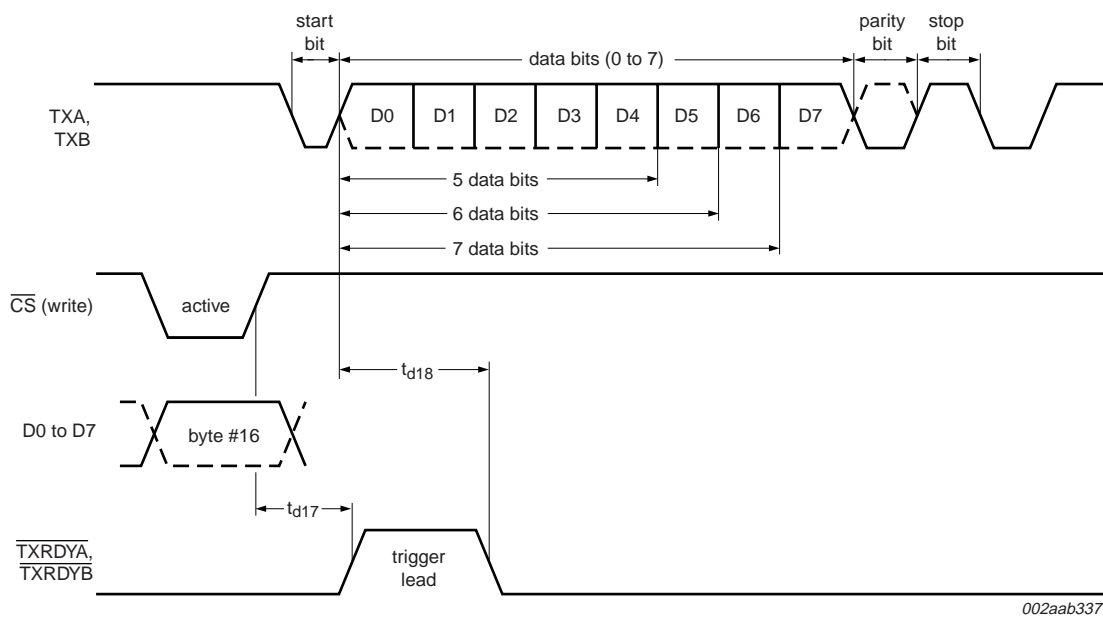 start
bit
data bits (0 to 7)
parity
bit
stop
bit
TXA,
TXB
D0 D1 D2 D3 D4 D5 D6 D7
5 data bits
6 data bits
7 data bits
CS (write)
active
td18
D0 to D7
byte #16
td17
TXRDYA,
TXRDYB
trigger
lead
002aab337